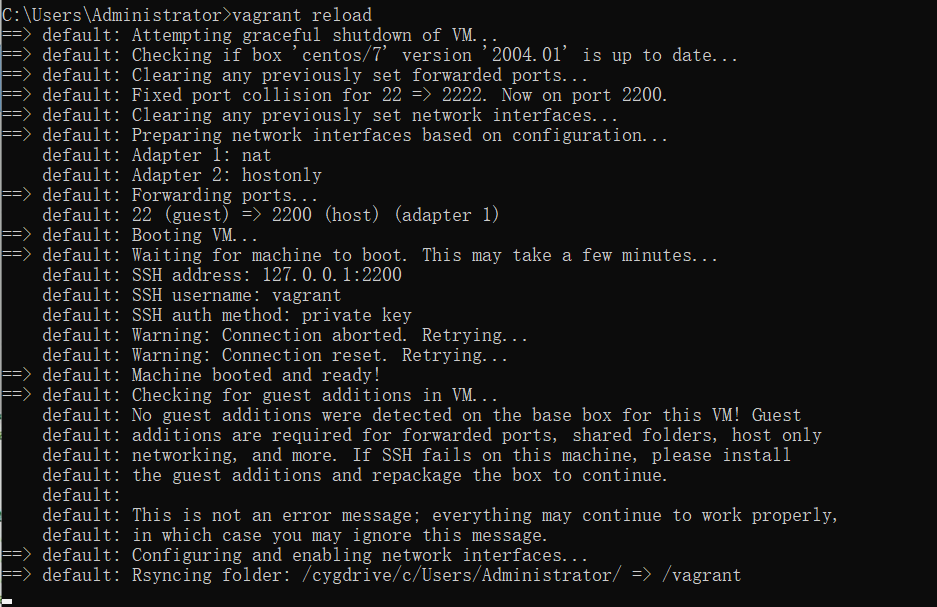 C:\Users\Administrator>vagrant reload
==> default: Attempting graceful shutdown of VM...
==> default: Checking if box 'centos/7' version '2004.01' is up to date...
==> default: Clearing any previously set forwarded ports...
==> default: Fixed port collision for 22 => 2222. Now on port 2200.
==> default: Clearing any previously set network interfaces...
==> default: Preparing network interfaces based on configuration...
    default: Adapter 1: nat
    default: Adapter 2: hostonly
==> default: Forwarding ports...
    default: 22 (guest) => 2200 (host) (adapter 1)
==> default: Booting VM...
==> default: Waiting for machine to boot. This may take a few minutes...
    default: SSH address: 127.0.0.1:2200
    default: SSH username: vagrant
    default: SSH auth method: private key
    default: Warning: Connection aborted. Retrying...
    default: Warning: Connection reset. Retrying...
==> default: Machine booted and ready!
==> default: Checking for guest additions in VM...
    default: No guest additions were detected on the base box for this VM! Guest
    default: additions are required for forwarded ports, shared folders, host only
    default: networking, and more. If SSH fails on this machine, please install
    default: the guest additions and repackage the box to continue.
    default:
    default: This is not an error message; everything may continue to work properly,
    default: in which case you may ignore this message.
==> default: Configuring and enabling network interfaces...
==> default: Rsyncing folder: /cygdrive/c/Users/Administrator/ => /vagrant